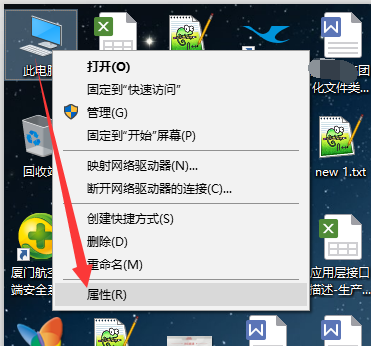 此电脑
打开(O)
固定到"快速访问"
管理(G)
固定到"开始"屏幕(P)
映射网络驱动器(N)...
断开网络驱动器的连接(C)...
创建快捷方式(S)
删除(D)
重命名(M)
属性(R)
团
化文件类...
回收站
new 1.txt
厦门航空
端安全系
应用层接口
描述-生产...